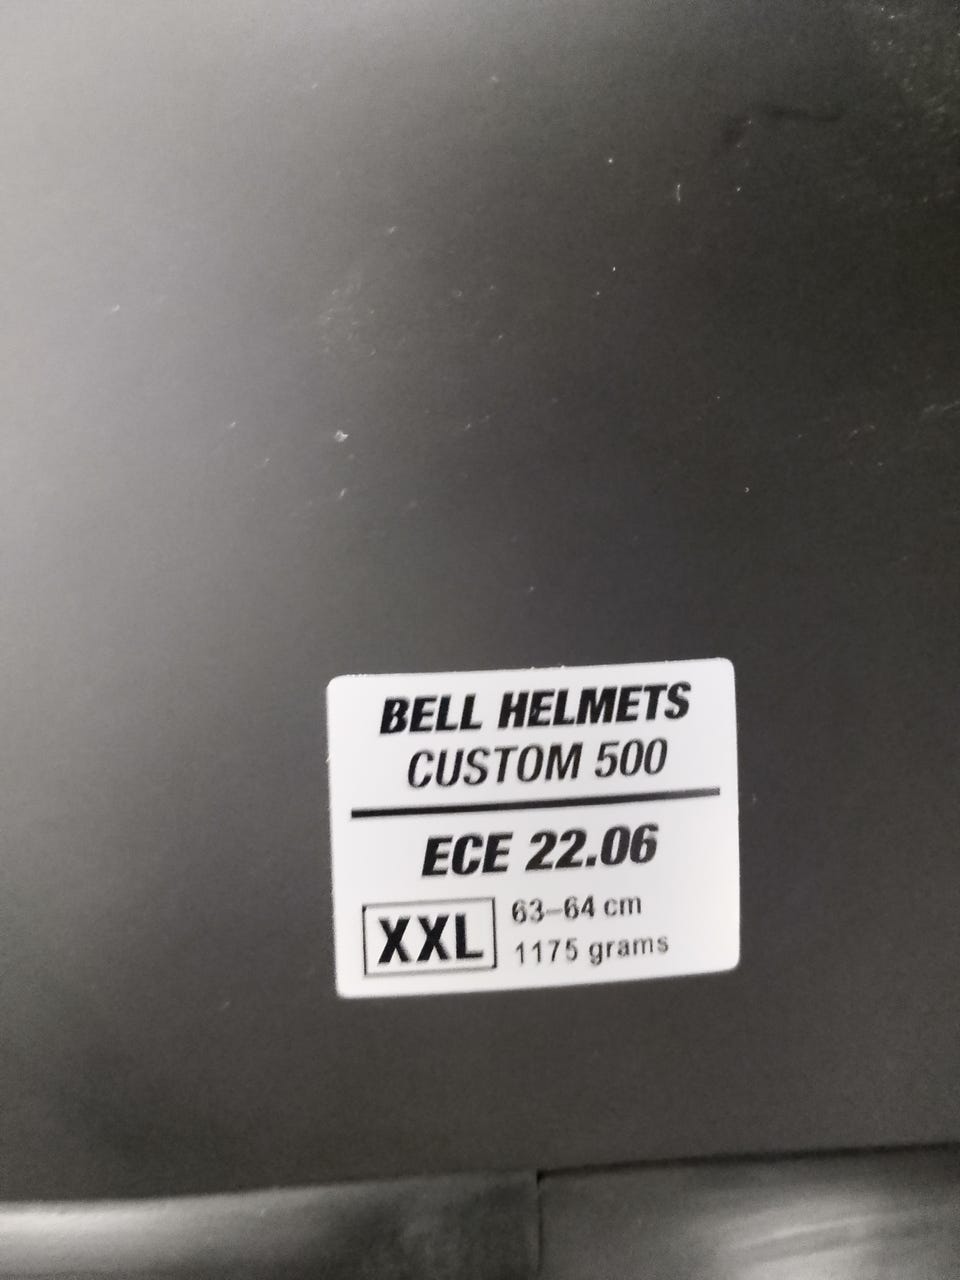 BELL HELMETS
CUSTOM 500
ECE 22.06
XXL
63–64 cm
1175 grams